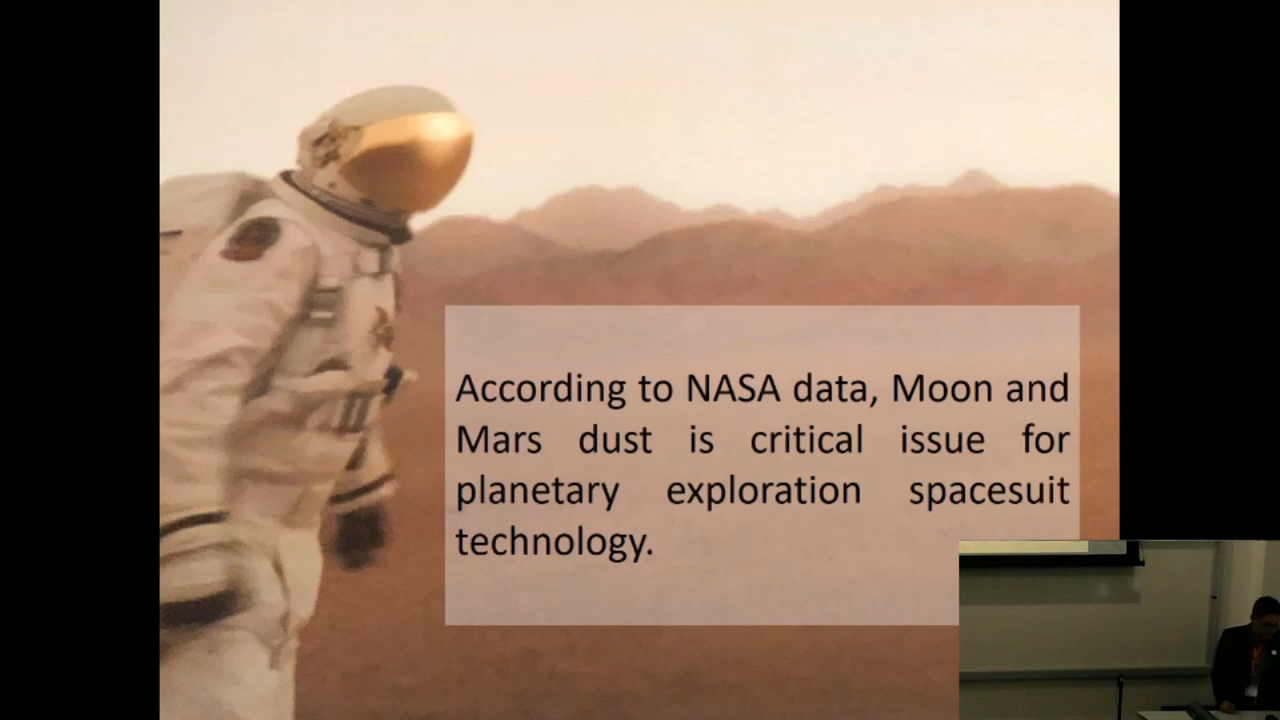 According to NASA data, Moon and
Mars dust is critical issue for
planetary exploration spacesuit
technology.